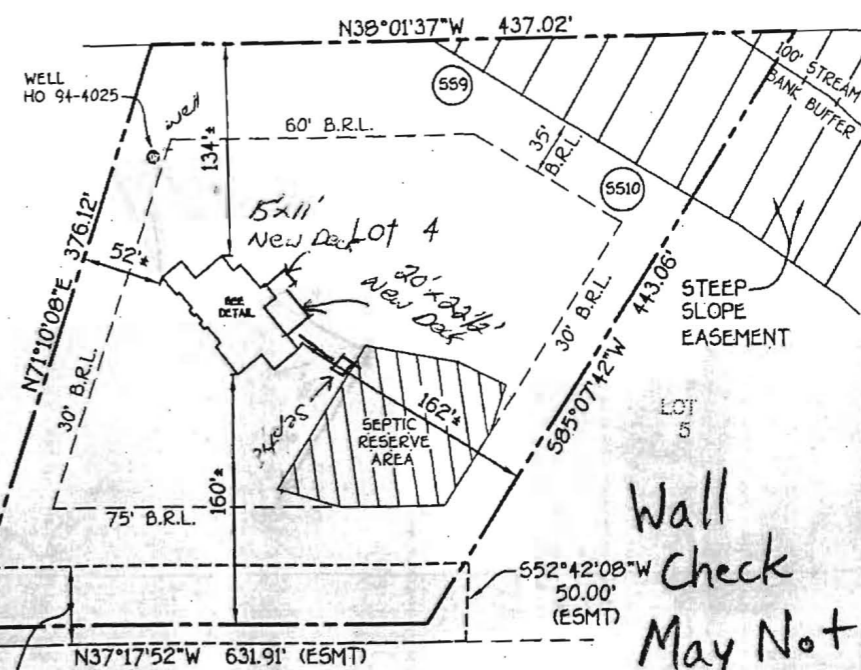 N38°01'37"W 437.02'
WELL
HO 94-4025
well
559
5510
100' STREAM
BANK BUFFER
60' B.R.L.
35'
B.R.L.
134'±
15'x11'
New Deck
Lot 4
20'x22½'
New Deck
52'±
N71°10'08"E 376.12'
SEE
DETAIL
STEEP
SLOPE
EASEMENT
30' B.R.L.
S85°07'42"W 443.06'
30' B.R.L.
162'±
SEPTIC
RESERVE
AREA
LOT
5
160'±
75' B.R.L.
Wall
Check
May Not
S52°42'08"W
50.00'
(ESMT)
N37°17'52"W 631.91' (ESMT)